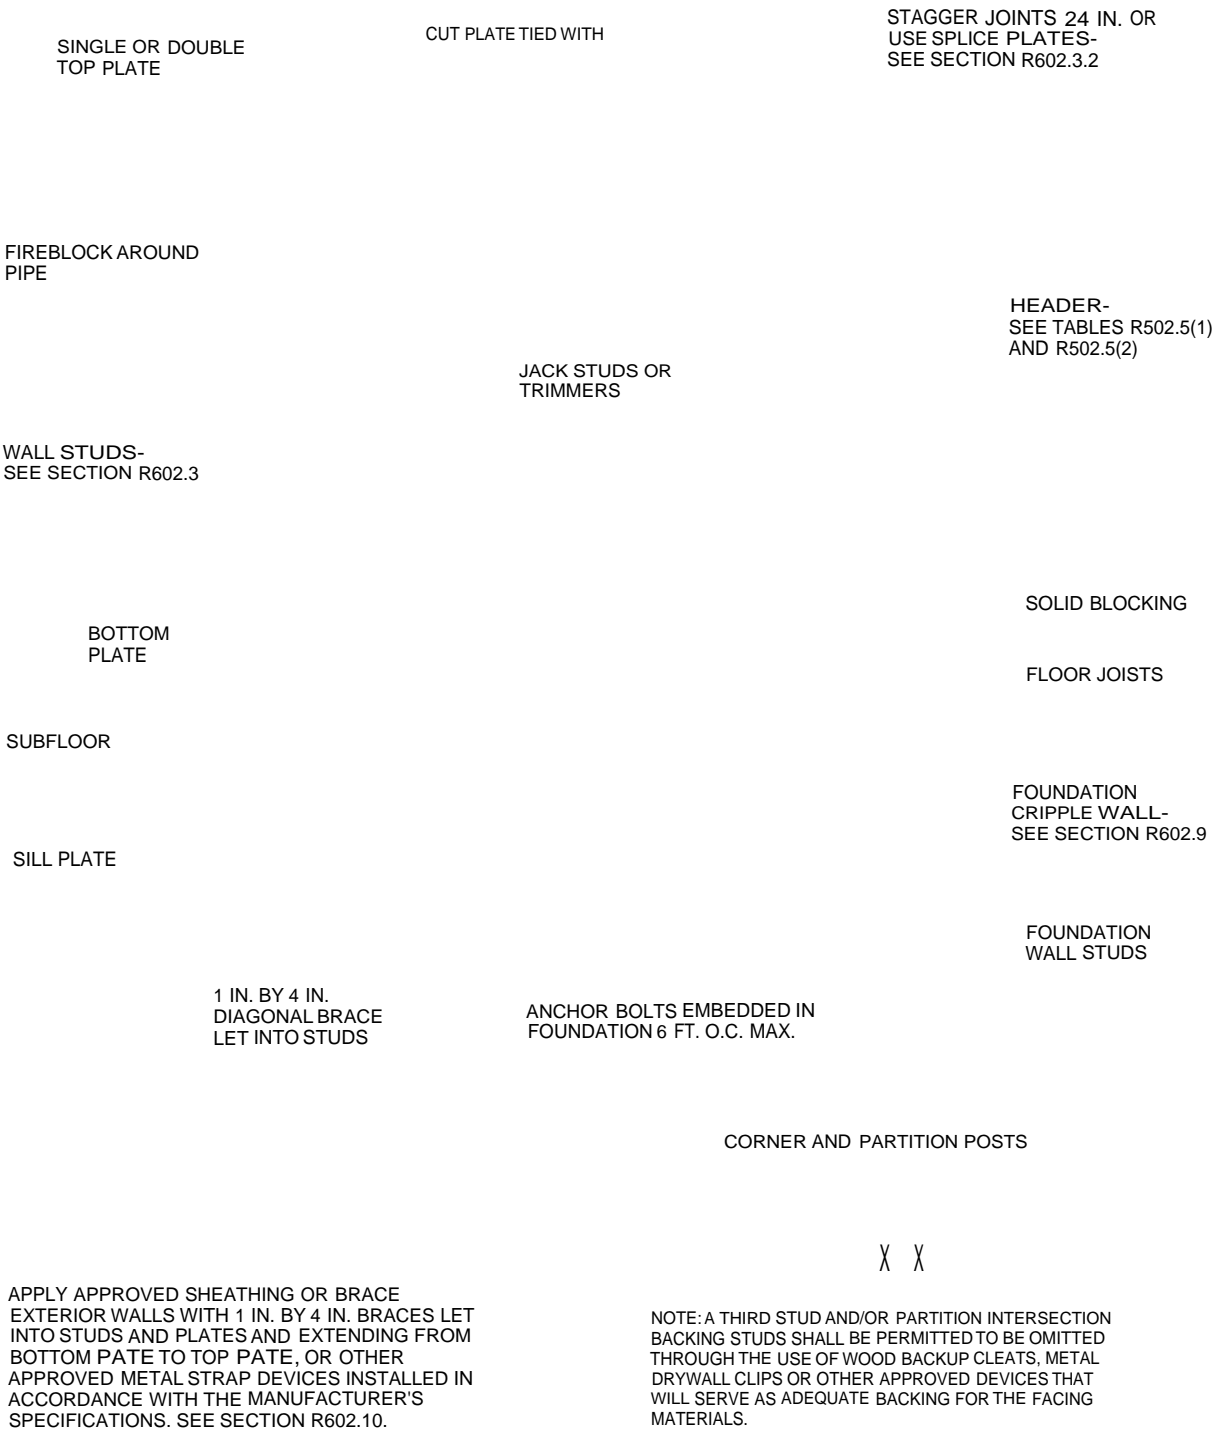 SINGLE OR DOUBLE
TOP PLATE
CUT PLATE TIED WITH
STAGGER JOINTS 24 IN. OR
USE SPLICE PLATES-
SEE SECTION R602.3.2
FIREBLOCK AROUND
PIPE
HEADER-
SEE TABLES R502.5(1)
AND R502.5(2)
JACK STUDS OR
TRIMMERS
WALL STUDS-
SEE SECTION R602.3
SOLID BLOCKING
BOTTOM
PLATE
FLOOR JOISTS
SUBFLOOR
FOUNDATION
CRIPPLE WALL-
SEE SECTION R602.9
SILL PLATE
FOUNDATION
WALL STUDS
1 IN. BY 4 IN.
DIAGONAL BRACE
LET INTO STUDS
ANCHOR BOLTS EMBEDDED IN
FOUNDATION 6 FT. O.C. MAX.
CORNER AND PARTITION POSTS
X X
APPLY APPROVED SHEATHING OR BRACE
EXTERIOR WALLS WITH 1 IN. BY 4 IN. BRACES LET
INTO STUDS AND PLATES AND EXTENDING FROM
BOTTOM PATE TO TOP PATE, OR OTHER
APPROVED METAL STRAP DEVICES INSTALLED IN
ACCORDANCE WITH THE MANUFACTURER'S
SPECIFICATIONS. SEE SECTION R602.10.
NOTE: A THIRD STUD AND/OR PARTITION INTERSECTION
BACKING STUDS SHALL BE PERMITTED TO BE OMITTED
THROUGH THE USE OF WOOD BACKUP CLEATS, METAL
DRYWALL CLIPS OR OTHER APPROVED DEVICES THAT
WILL SERVE AS ADEQUATE BACKING FOR THE FACING
MATERIALS.